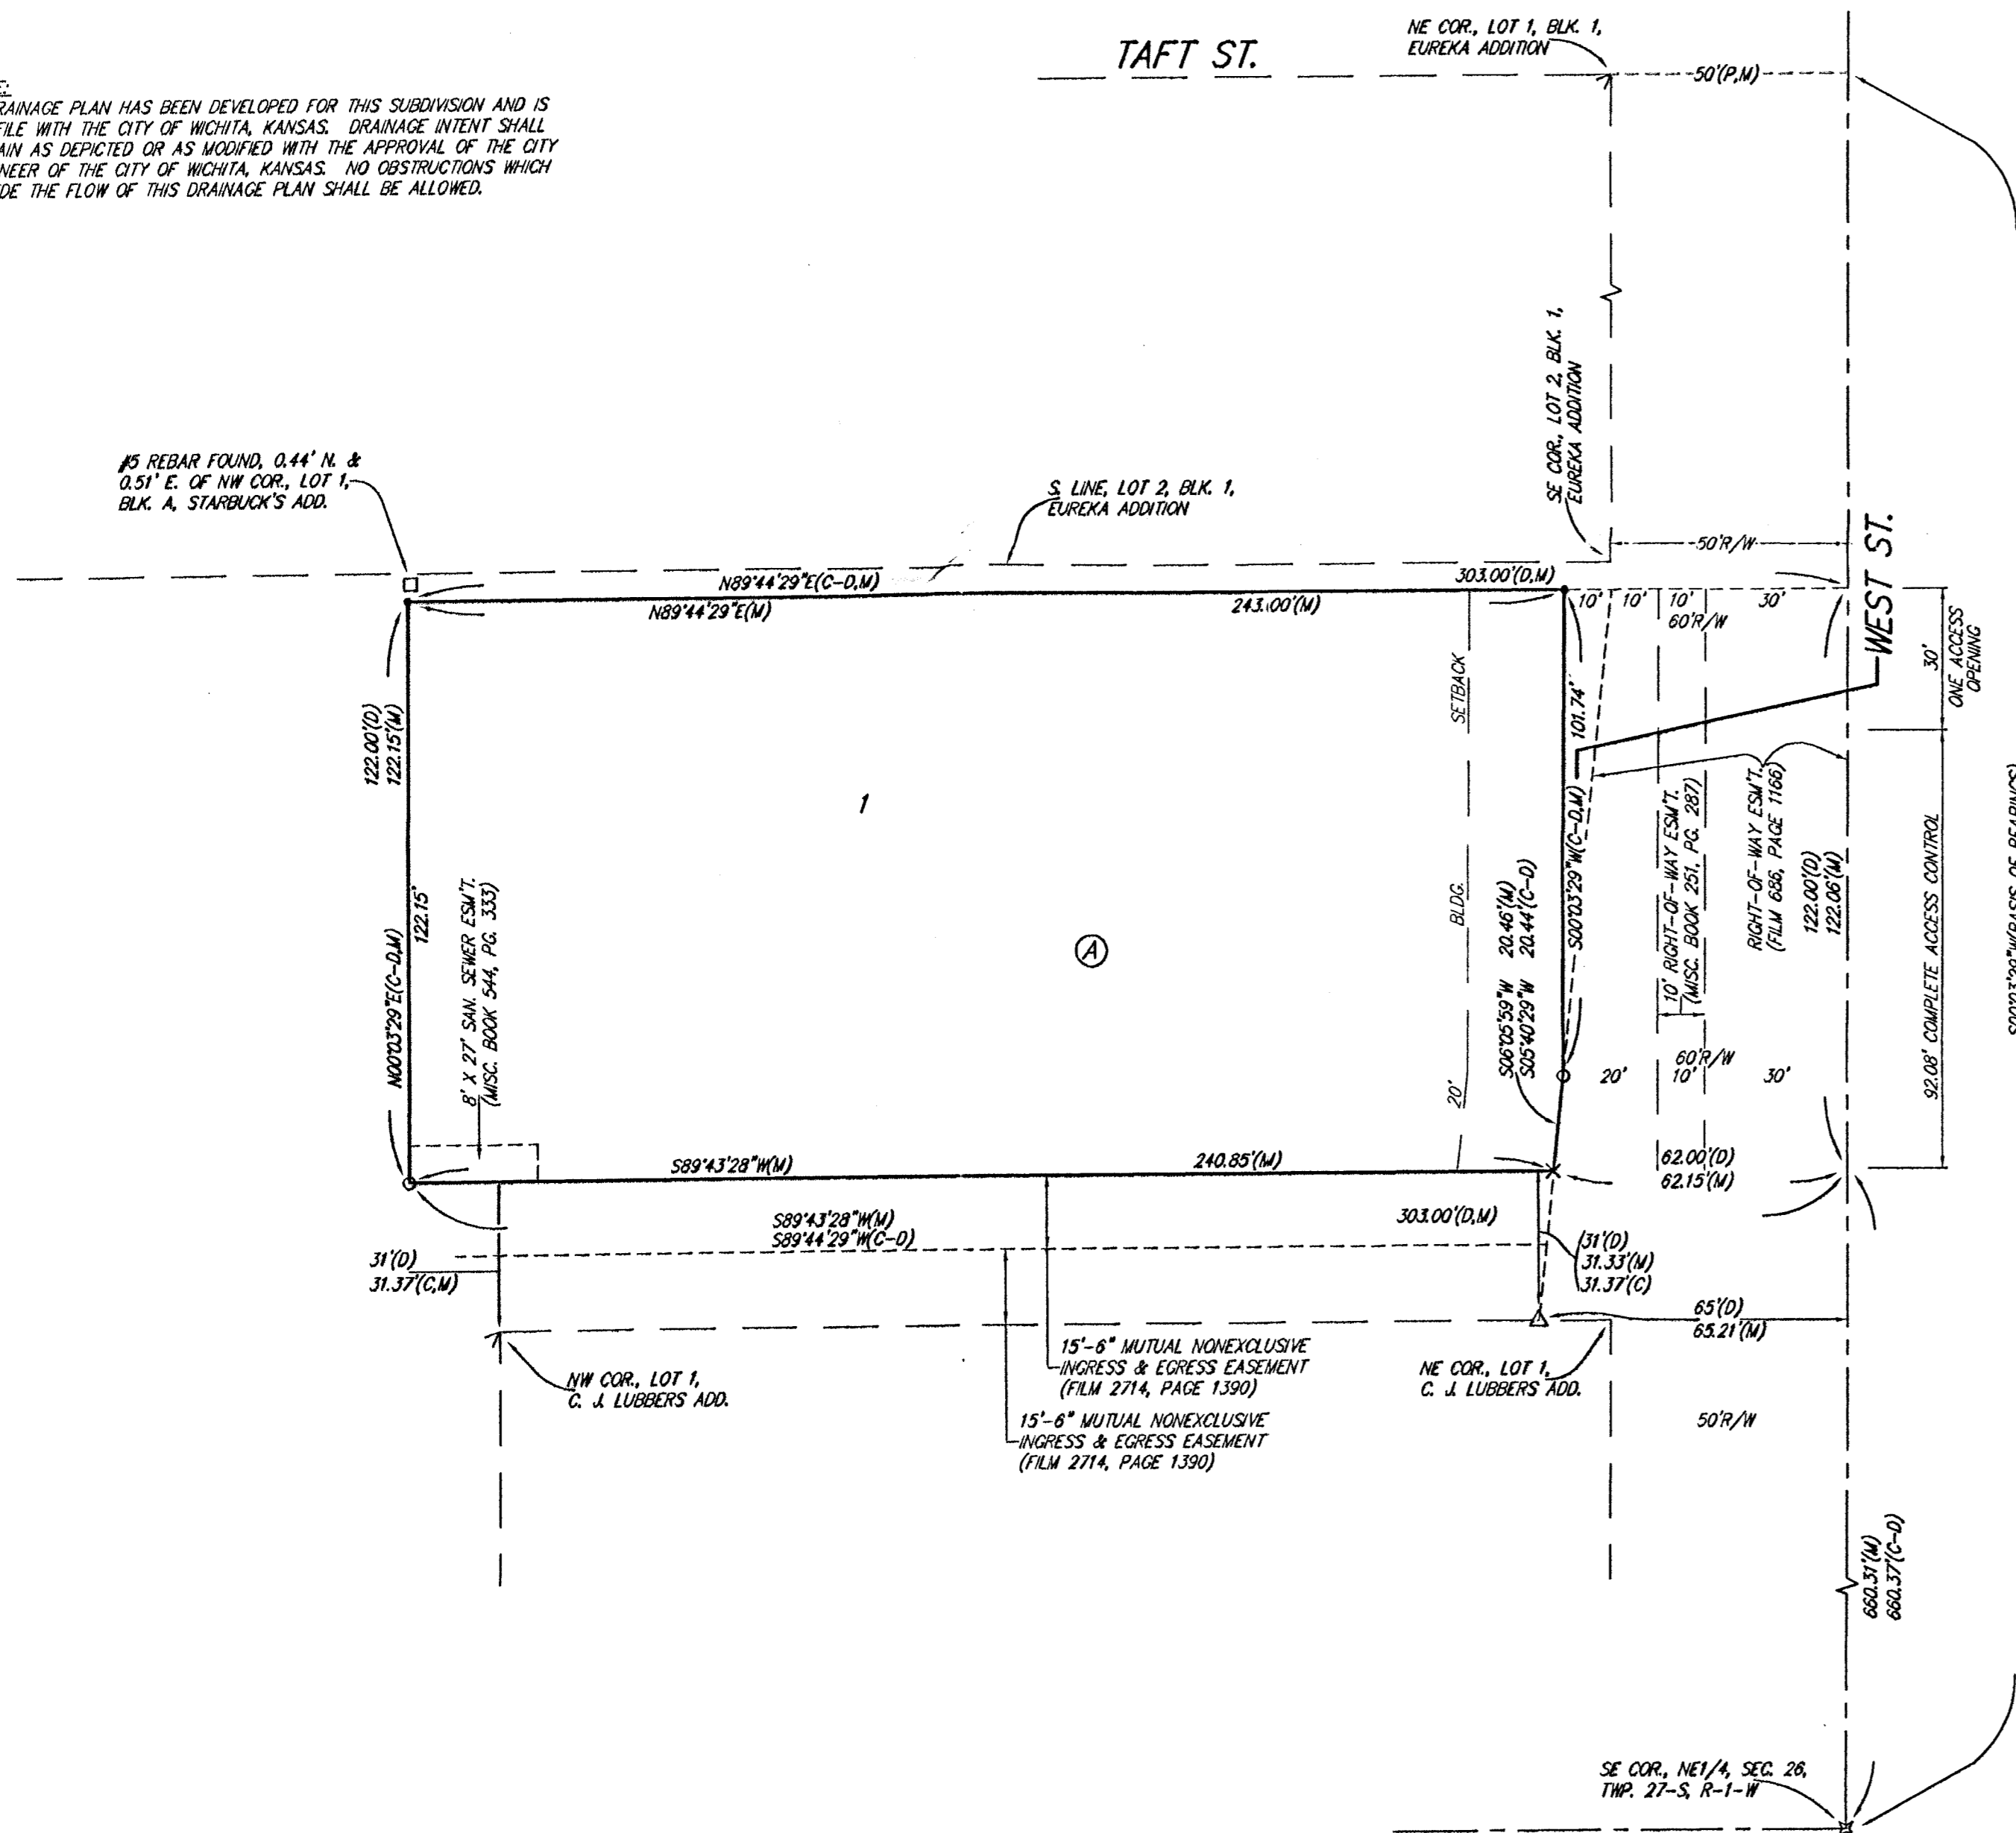 TAFT ST.
NE COR., LOT 1, BLK. 1,
EUREKA ADDITION
50'(P,M)
E:
RAINAGE PLAN HAS BEEN DEVELOPED FOR THIS SUBDIVISION AND IS
FILE WITH THE CITY OF WICHITA, KANSAS. DRAINAGE INTENT SHALL
AIN AS DEPICTED OR AS MODIFIED WITH THE APPROVAL OF THE CITY
NEER OF THE CITY OF WICHITA, KANSAS. NO OBSTRUCTIONS WHICH
DE THE FLOW OF THIS DRAINAGE PLAN SHALL BE ALLOWED.
SE COR., LOT 2, BLK. 1,
EUREKA ADDITION
#5 REBAR FOUND, 0.44' N. &
0.51' E. OF NW COR., LOT 1,
BLK. A, STARBUCK'S ADD.
S. LINE, LOT 2, BLK. 1,
EUREKA ADDITION
50'R/W
WEST ST.
N89°44'29"E(C-D,M)
303.00'(D,M)
N89°44'29"E(M)
243.00'(M)
10'
10'
10'
30'
60'R/W
30'
ONE ACCESS
OPENING
SETBACK
101.74'
122.00'(D)
122.15'(M)
1
RIGHT-OF-WAY ESM'T.
(FILM 686, PAGE 1166)
10' RIGHT-OF-WAY ESM'T.
(MISC. BOOK 251, PG. 287)
122.00'(D)
122.06'(M)
92.08' COMPLETE ACCESS CONTROL
S00°03'29"W(BASIS OF BEARINGS)
S00°03'29"W(C-D,M)
122.15'
N00°03'29"E(C-D,M)
8' X 27' SAN. SEWER ESM'T.
(MISC. BOOK 544, PG. 333)
BLDG.
A
S06°05'59"W 20.46'(M)
S05°40'29"W 20.44'(C-D)
20'
20'
60'R/W
10'
30'
S89°43'28"W(M)
240.85'(M)
62.00'(D)
62.15'(M)
S89°43'28"W(M)
S89°44'29"W(C-D)
303.00'(D,M)
31'(D)
31.37'(C,M)
31'(D)
31.33'(M)
31.37'(C)
65'(D)
65.21'(M)
15'-6" MUTUAL NONEXCLUSIVE
INGRESS & EGRESS EASEMENT
(FILM 2714, PAGE 1390)
NW COR., LOT 1,
C. J. LUBBERS ADD.
NE COR., LOT 1,
C. J. LUBBERS ADD.
15'-6" MUTUAL NONEXCLUSIVE
INGRESS & EGRESS EASEMENT
(FILM 2714, PAGE 1390)
50'R/W
660.31'(M)
660.37'(C-D)
SE COR., NE1/4, SEC. 26,
TWP. 27-S, R-1-W